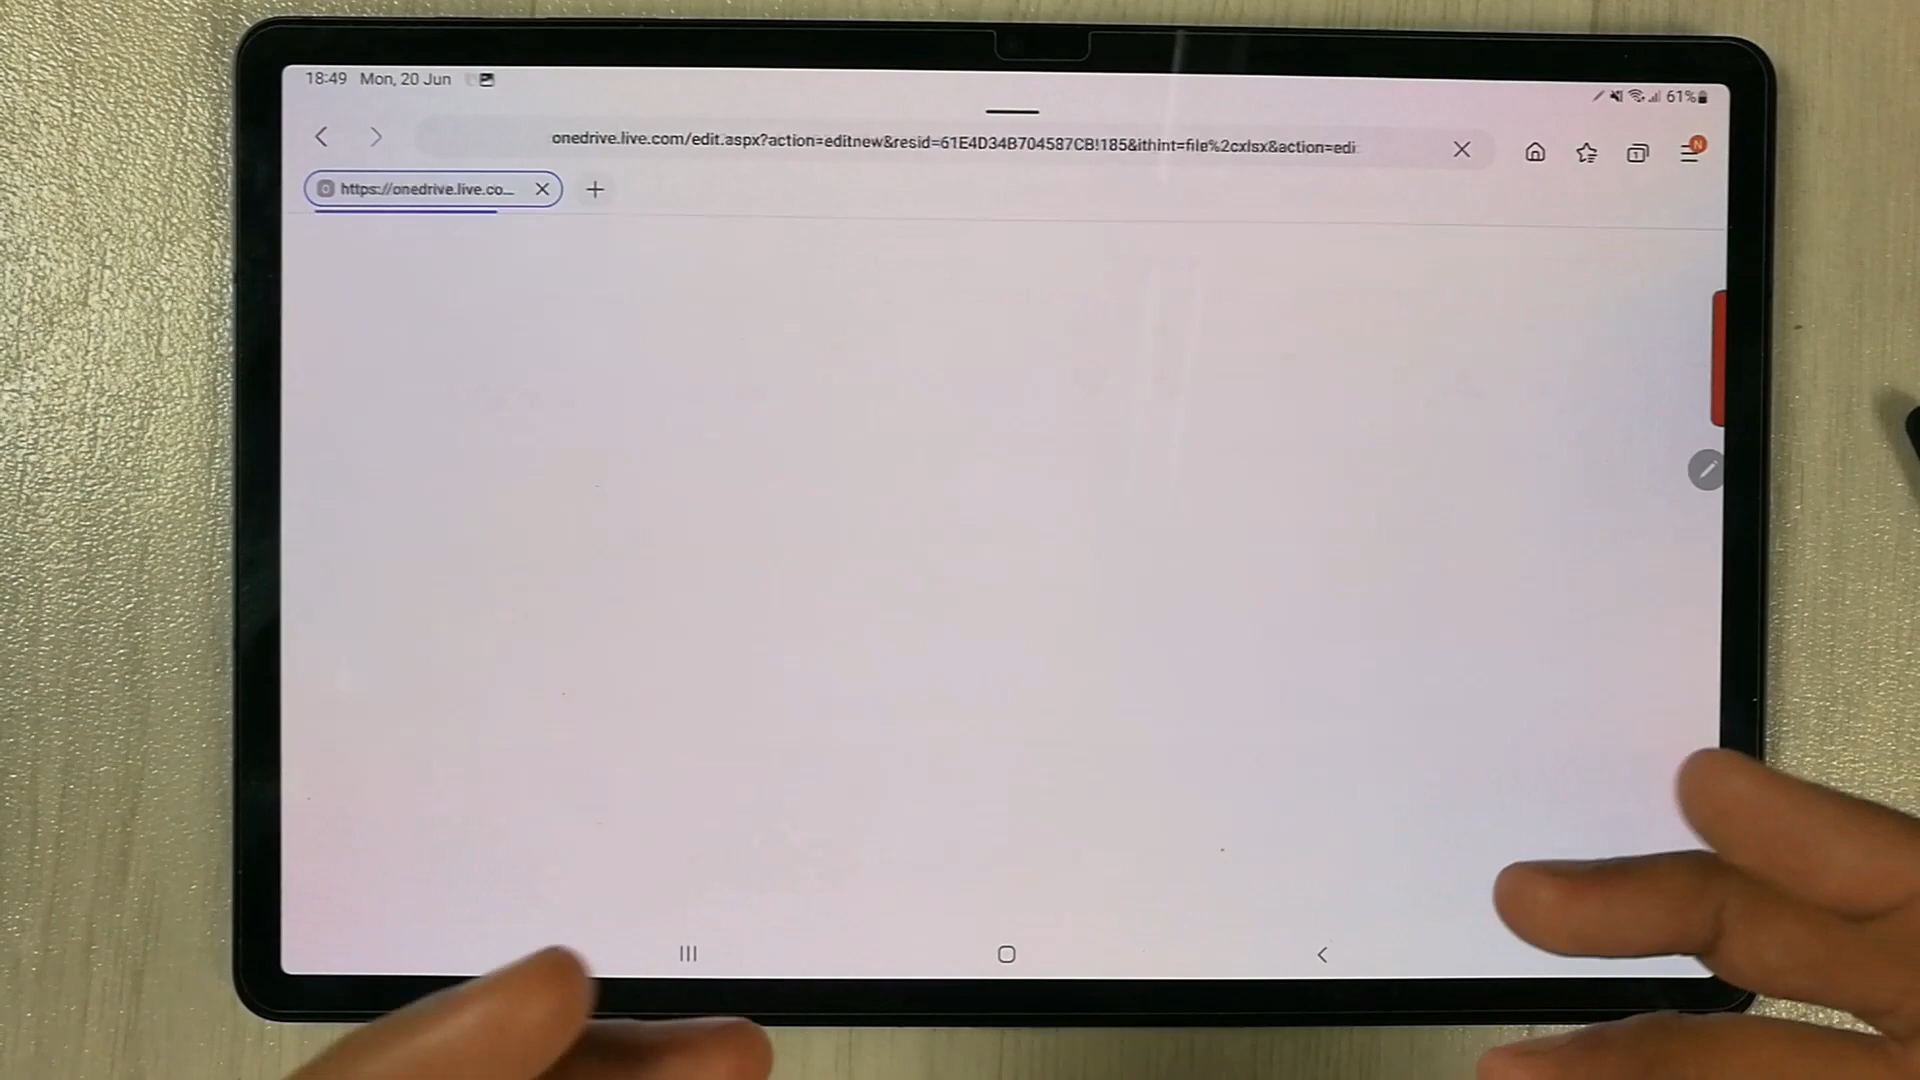 18:49 Mon, 20 Jun
61%
onedrive.live.com/edit.aspx?action=editnew&resid=61E4D34B704587CB!185&ithint=file%2cxlsx&action=edi
1
N
https://onedrive.live.co...